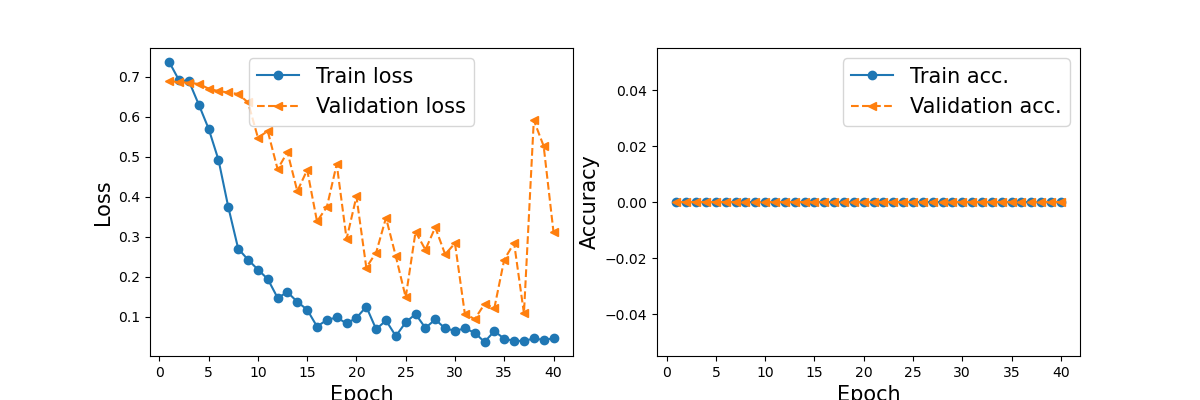 Train loss
Validation loss
Loss
0.7
0.6
0.5
0.4
0.3
0.2
0.1
0 5 10 15 20 25 30 35 40
Epoch
Train acc.
Validation acc.
Accuracy
0.04
0.02
0.00
−0.02
−0.04
0 5 10 15 20 25 30 35 40
Epoch